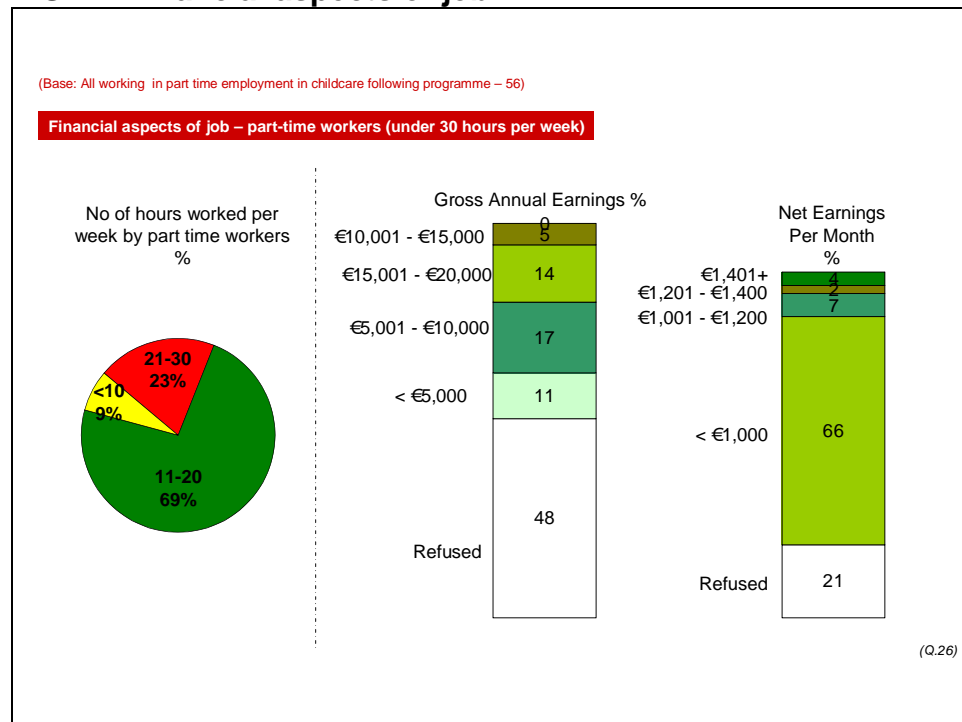 (Base: All working in part time employment in childcare following programme – 56)
Financial aspects of job – part-time workers (under 30 hours per week)
No of hours worked per
week by part time workers
%
21-30
23%
<10
9%
11-20
69%
Gross Annual Earnings %
0
€10,001 - €15,000
5
€15,001 - €20,000
14
€5,001 - €10,000
17
< €5,000
11
Refused
48
Net Earnings
Per Month
%
€1,401+
4
€1,201 - €1,400
2
€1,001 - €1,200
7
< €1,000
66
Refused
21
(Q.26)